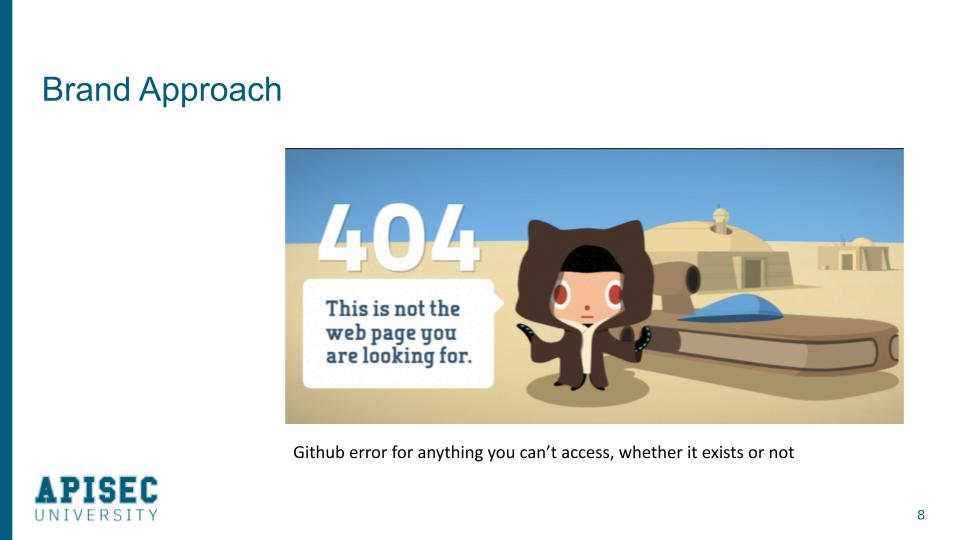 Brand Approach
404
This is not the
web page you
are looking for.
Github error for anything you can’t access, whether it exists or not
APISEC
UNIVERSITY
8